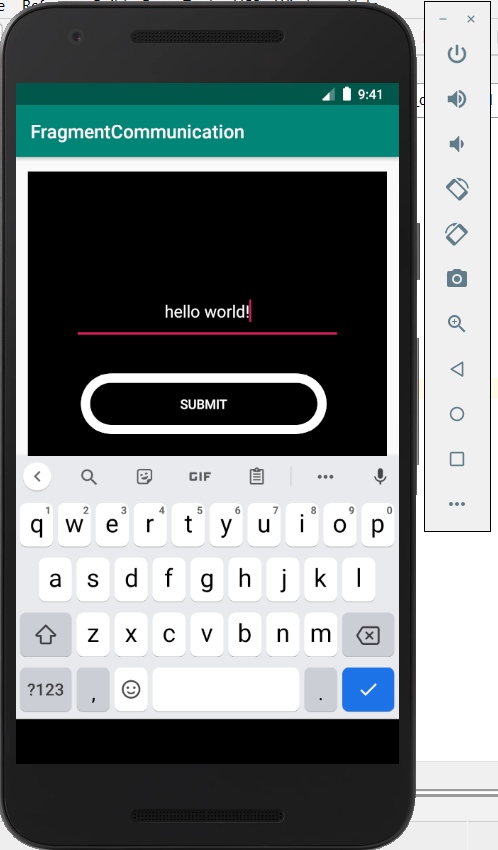 9:41
FragmentCommunication
hello world!
SUBMIT
GIF
1 2 3 4 5 6 7 8 9 0
q w e r t y u i o p
a s d f g h j k l
z x c v b n m
?123 , .